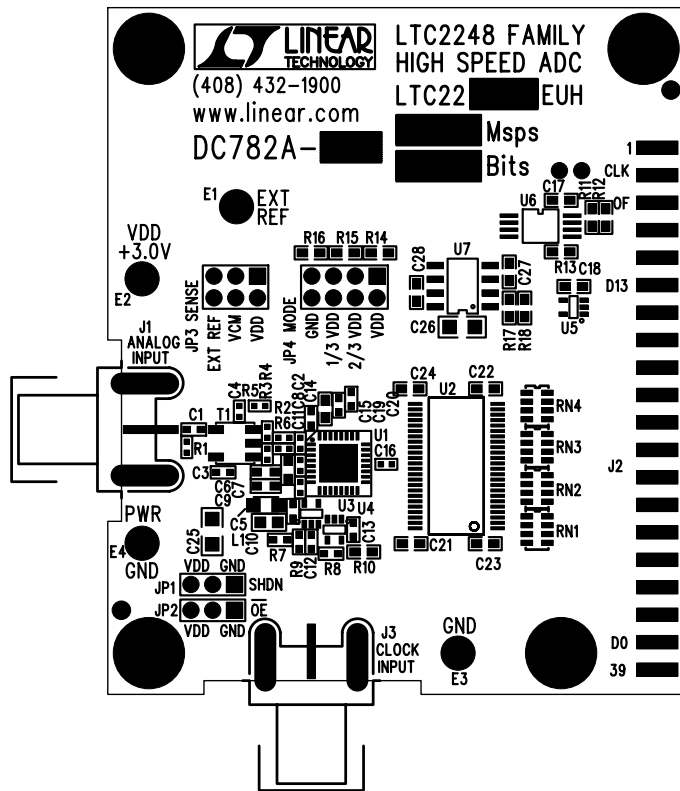 LINEAR
TECHNOLOGY
(408) 432-1900
www.linear.com
DC782A-
LTC2248 FAMILY
HIGH SPEED ADC
LTC22 EUH
Msps
Bits
1
CLK
OF
D13
J2
D0
39
E1
EXT
REF
VDD
+3.0V
E2
C17
R11
R12
U6
R13
C18
U5
R16
R15
R14
C28
U7
C27
C26
R17
R18
JP3 SENSE
EXT REF
VCM
VDD
JP4 MODE
GND
1/3 VDD
2/3 VDD
VDD
J1
ANALOG
INPUT
C4
R5
R3
R4
C2
C14
C8
C11
C15
C19
C20
C1
T1
R2
R6
U1
R1
C16
C3
C6
C7
C9
U3
U4
C13
C5
L1
C10
C25
R7
R9
C12
R8
R10
C24
U2
C22
C21
C23
RN4
RN3
RN2
RN1
PWR
E4
GND
VDD GND
JP1 SHDN
JP2 OE
VDD GND
J3
CLOCK
INPUT
GND
E3